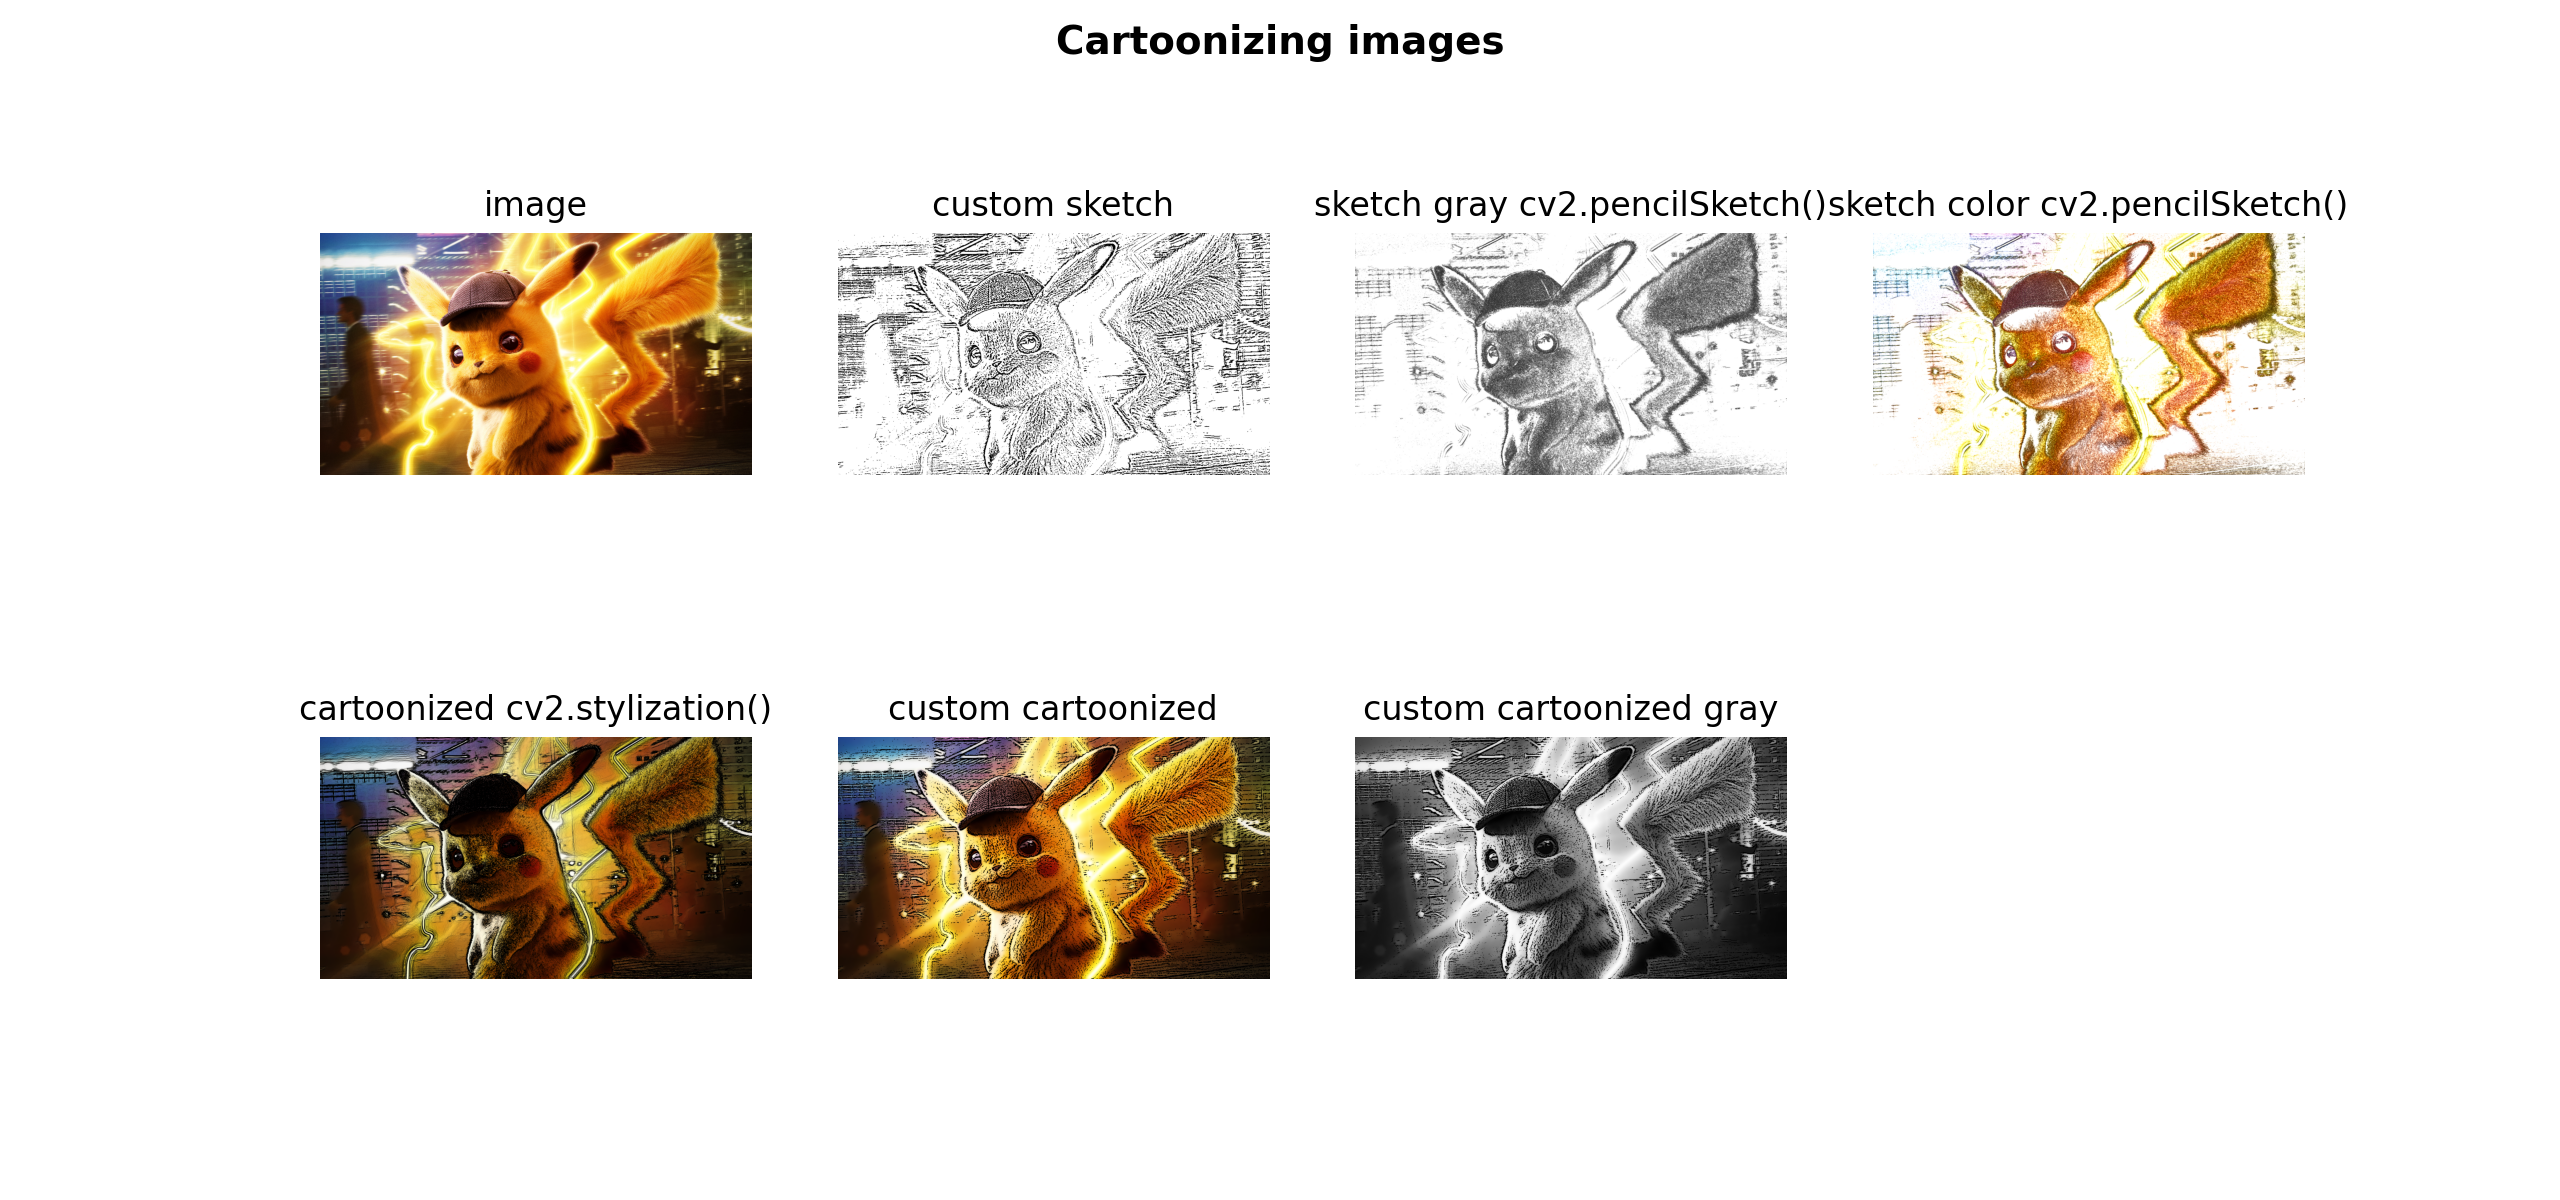 Cartoonizing images
image
custom sketch
sketch gray cv2.pencilSketch()
sketch color cv2.pencilSketch()
cartoonized cv2.stylization()
custom cartoonized
custom cartoonized gray